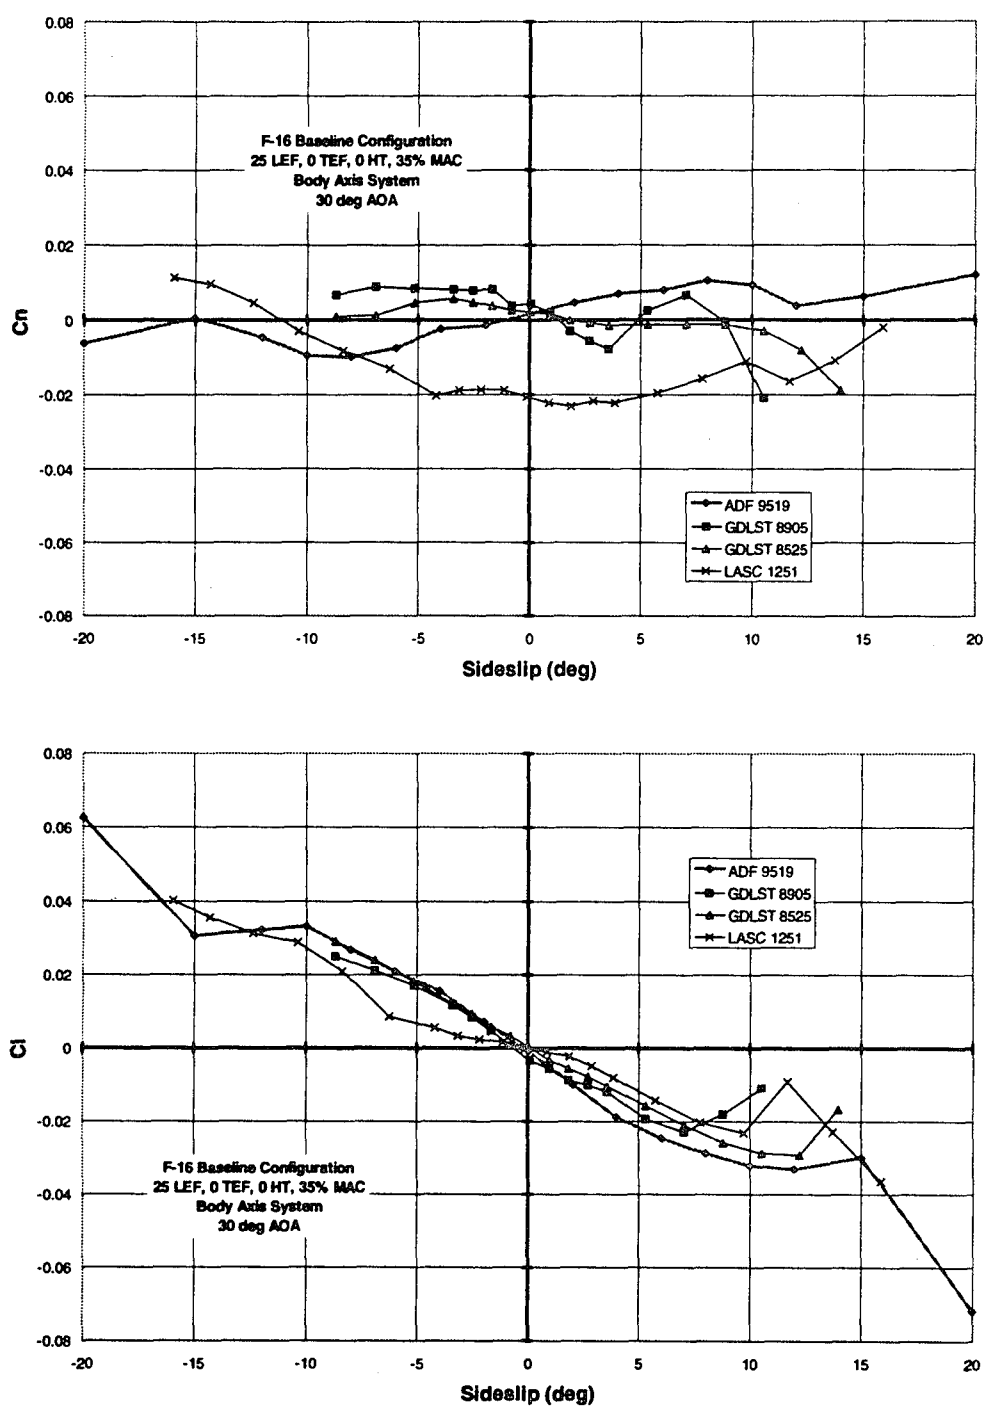 0.08
0.06
0.04
0.02
0
-0.02
-0.04
-0.06
-0.08
Cn
F-16 Baseline Configuration
25 LEF, 0 TEF, 0 HT, 35% MAC
Body Axis System
30 deg AOA
ADF 9519
GDLST 8905
GDLST 8525
LASC 1251
-20 -15 -10 -5 0 5 10 15 20
Sideslip (deg)
0.08
0.06
0.04
0.02
0
-0.02
-0.04
-0.06
-0.08
Cl
ADF 9519
GDLST 8905
GDLST 8525
LASC 1251
F-16 Baseline Configuration
25 LEF, 0 TEF, 0 HT, 35% MAC
Body Axis System
30 deg AOA
-20 -15 -10 -5 0 5 10 15 20
Sideslip (deg)